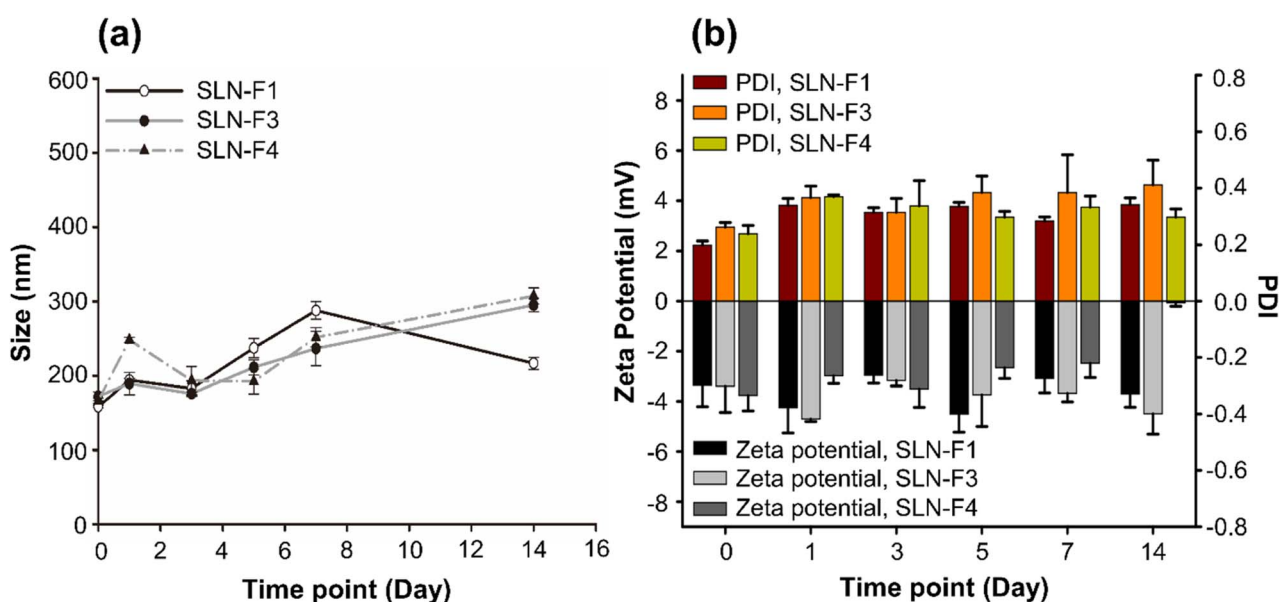 (a)
600
500
400
300
200
100
0
Size (nm)
SLN-F1
SLN-F3
SLN-F4
0 2 4 6 8 10 12 14 16
Time point (Day)
(b)
8
6
4
2
0
-2
-4
-6
-8
Zeta Potential (mV)
PDI, SLN-F1
PDI, SLN-F3
PDI, SLN-F4
Zeta potential, SLN-F1
Zeta potential, SLN-F3
Zeta potential, SLN-F4
0.8
0.6
0.4
0.2
0.0
-0.2
-0.4
-0.6
-0.8
PDI
0 1 3 5 7 14
Time point (Day)